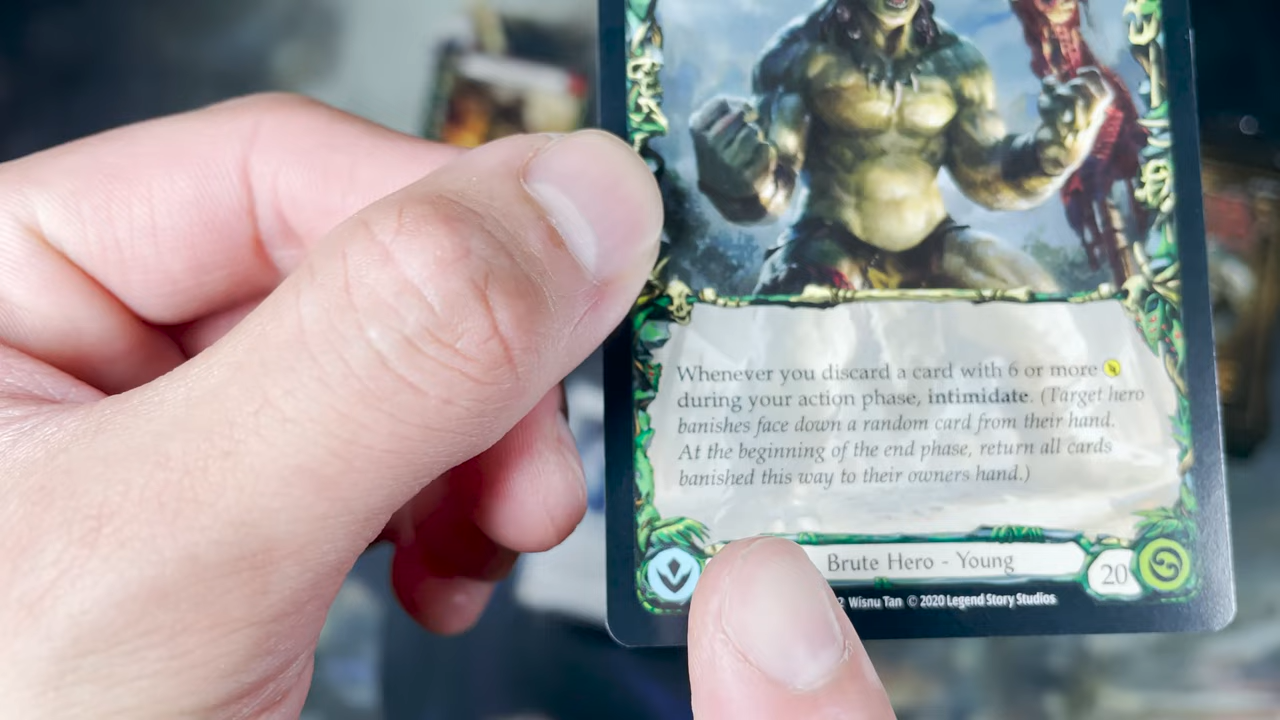 Whenever you discard a card with 6 or more
during your action phase, intimidate. (Target hero
banishes face down a random card from their hand.
At the beginning of the end phase, return all cards
banished this way to their owners hand.)
Brute Hero - Young
20
2 Wisnu Tan © 2020 Legend Story Studios